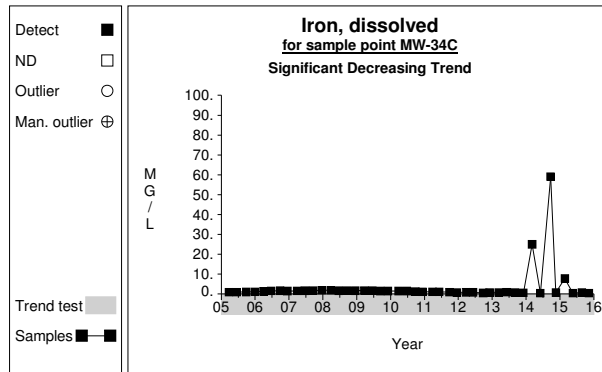 Detect
ND
Outlier
Man. outlier
Trend test
Samples
Iron, dissolved
for sample point MW-34C
Significant Decreasing Trend
M
G
/
L
100.
90.
80.
70.
60.
50.
40.
30.
20.
10.
0.
05 06 07 08 09 10 11 12 13 14 15 16
Year